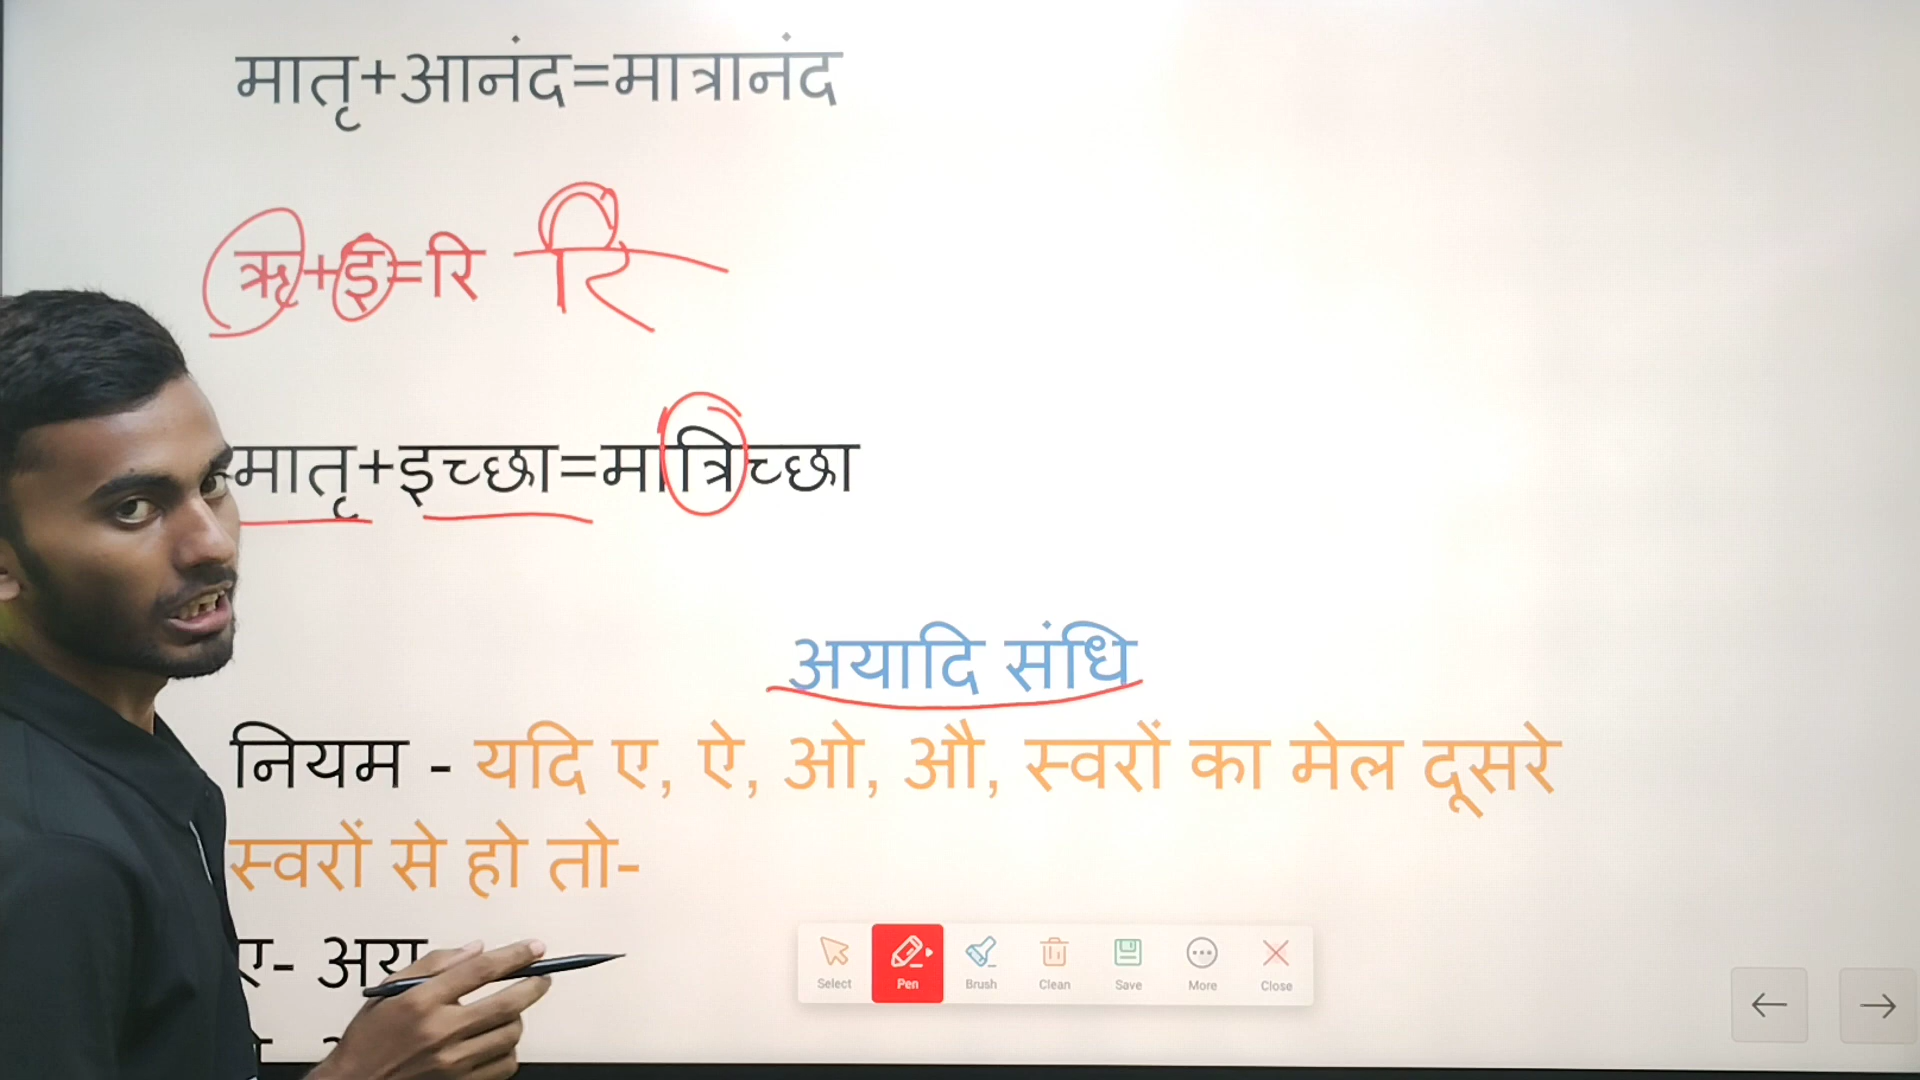 मातृ+आनंद=मात्रानंद
ऋ+इ=रि रि
मातृ+इच्छा=मात्रिच्छा
अयादि संधि
नियम - यदि ए, ऐ, ओ, औ, स्वरों का मेल दूसरे
स्वरों से हो तो-
ए- अय
Select Pen Brush Clean Save More Close